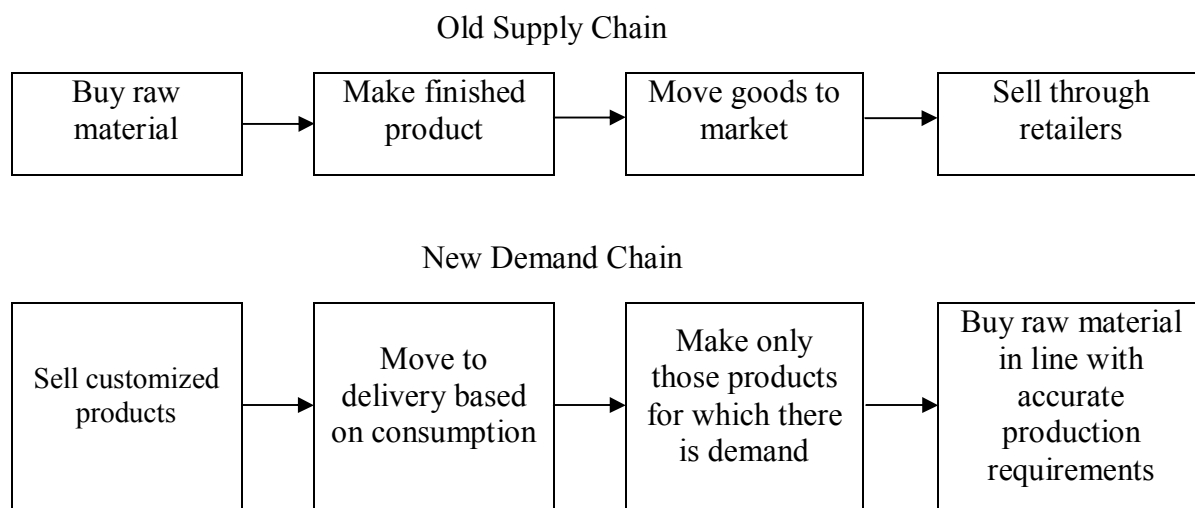 Old Supply Chain
Buy raw
material
Make finished
product
Move goods to
market
Sell through
retailers
New Demand Chain
Sell customized
products
Move to
delivery based
on consumption
Make only
those products
for which there
is demand
Buy raw material
in line with
accurate
production
requirements